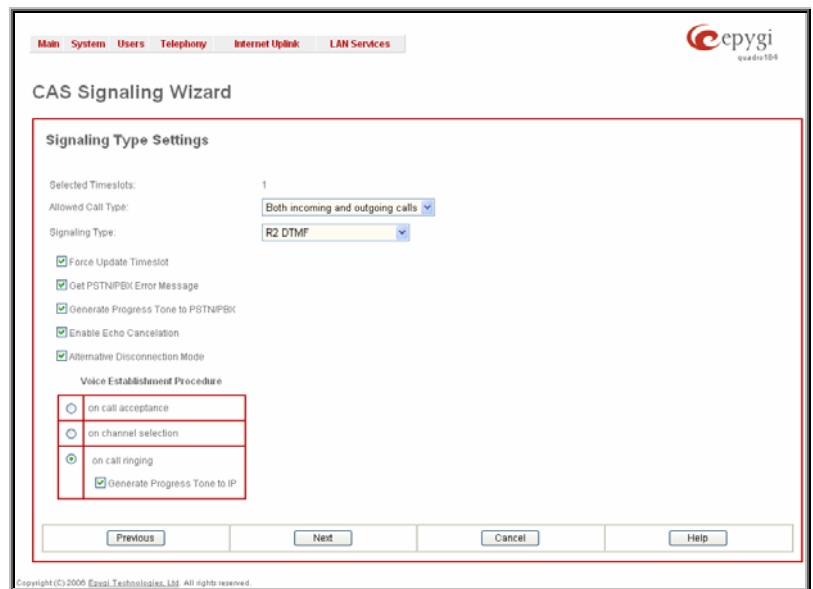 Main System Users Telephony Internet Uplink LAN Services
epygi
quadro184
CAS Signaling Wizard
Signaling Type Settings
Selected Timeslots: 1
Allowed Call Type: Both incoming and outgoing calls
Signaling Type: R2 DTMF
Force Update Timeslot
Get PSTN/PBX Error Message
Generate Progress Tone to PSTN/PBX
Enable Echo Cancelation
Alternative Disconnection Mode
Voice Establishment Procedure
on call acceptance
on channel selection
on call ringing
Generate Progress Tone to IP
Previous Next Cancel Help
Copyright (C) 2006 Epygi Technologies, Ltd. All rights reserved.